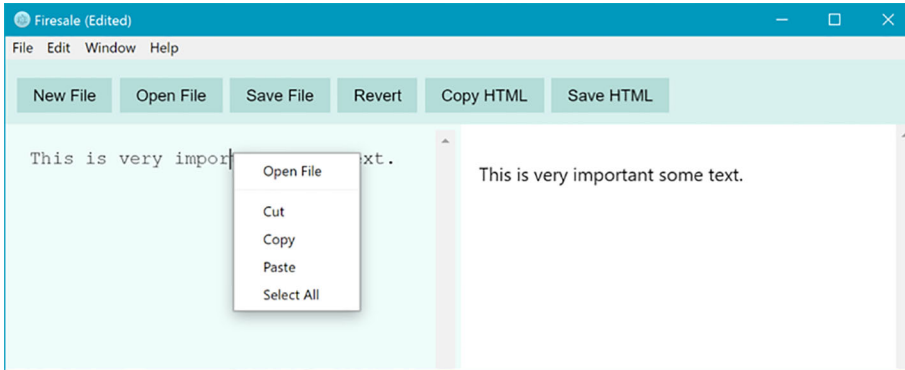 Firesale (Edited)
File Edit Window Help
New File Open File Save File Revert Copy HTML Save HTML
This is very impor xt.
Open File
Cut
Copy
Paste
Select All
This is very important some text.